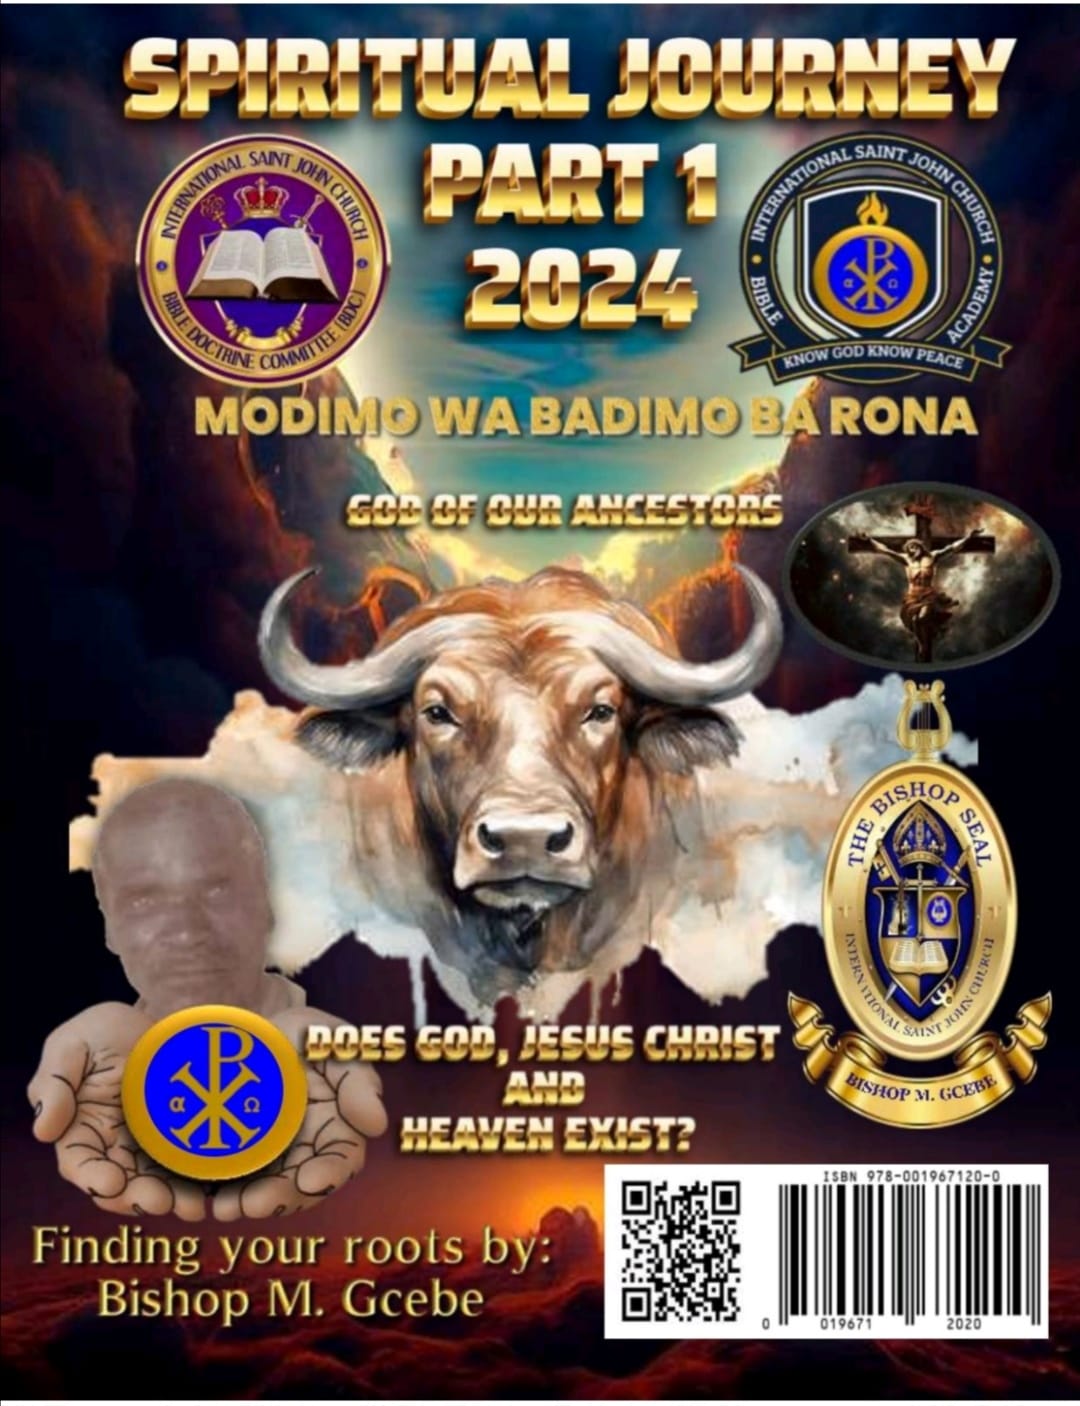 SPIRITUAL JOURNEY
PART 1
2024
INTERNATIONAL SAINT JOHN CHURCH
BIBLE DOCTRINE COMMITTEE (BDC)
INTERNATIONAL SAINT JOHN CHURCH
BIBLE ACADEMY
KNOW GOD KNOW PEACE
P
α Ω
MODIMO WA BADIMO BA RONA
GOD OF OUR ANCESTORS
THE BISHOP SEAL
INTERNATIONAL SAINT JOHN CHURCH
BISHOP M. GCEBE
α Ω
DOES GOD, JESUS CHRIST
AND
HEAVEN EXIST?
Finding your roots by:
Bishop M. Gcebe
ISBN 978-001967120-0
0 019671 2020